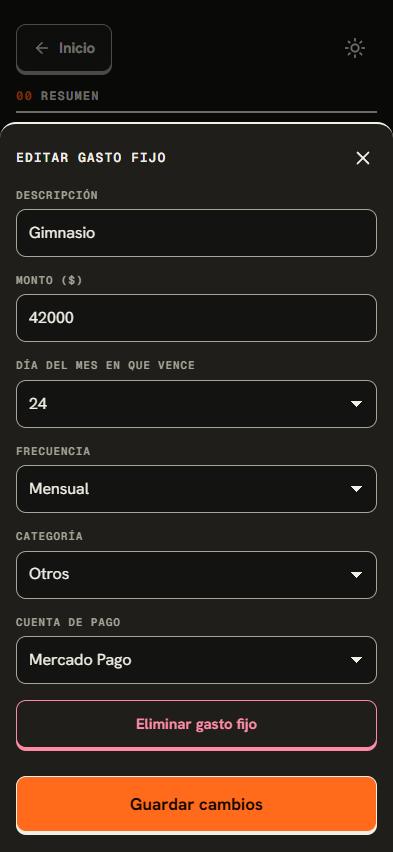 Inicio
00 RESUMEN
EDITAR GASTO FIJO
DESCRIPCIÓN
Gimnasio
MONTO ($)
42000
DÍA DEL MES EN QUE VENCE
24
FRECUENCIA
Mensual
CATEGORÍA
Otros
CUENTA DE PAGO
Mercado Pago
Eliminar gasto fijo
Guardar cambios